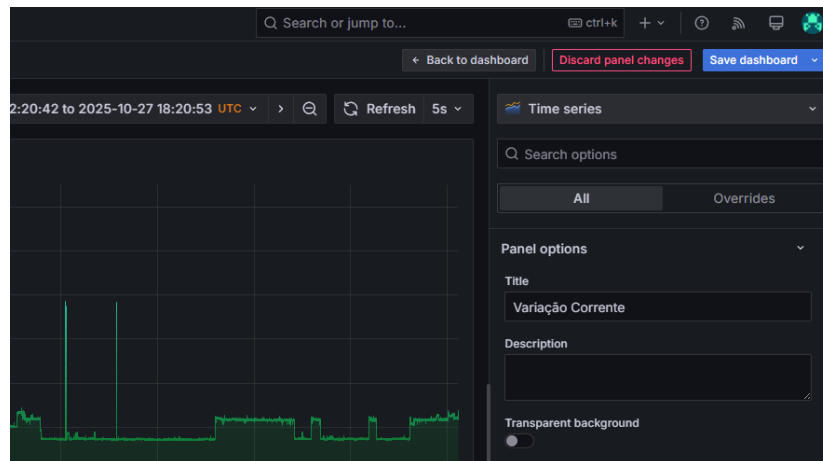 Search or jump to...
ctrl+k
Back to dashboard
Discard panel changes
Save dashboard
2:20:42 to 2025-10-27 18:20:53 UTC
Refresh 5s
Time series
Search options
All
Overrides
Panel options
Title
Variação Corrente
Description
Transparent background